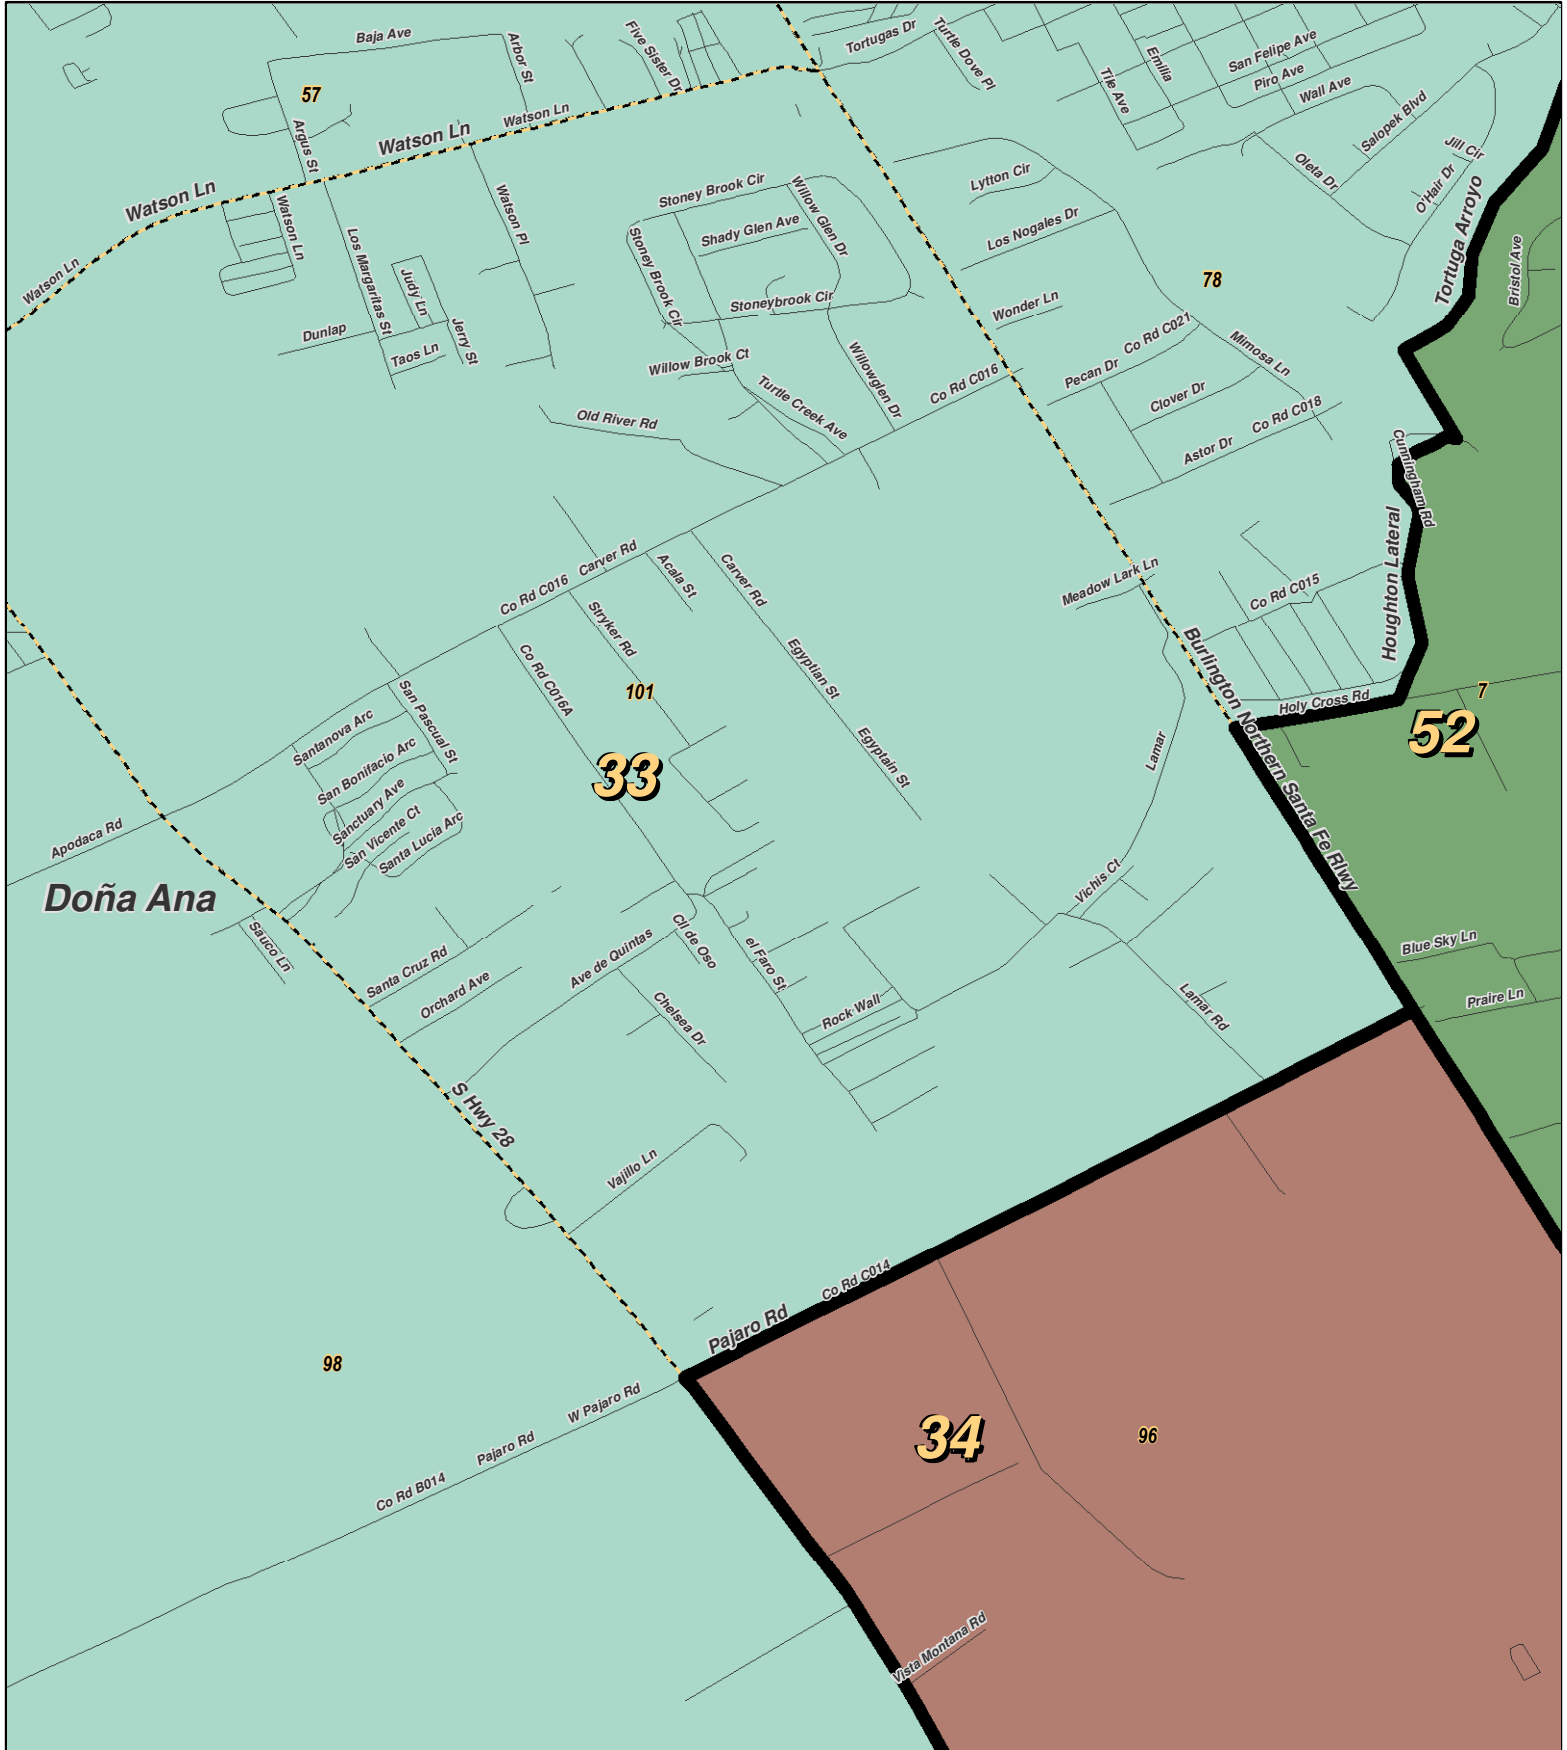 Baja Ave
Arbor St
Five Sister Dr
Tortugas Dr
Turtle Dove Pl
Tile Ave
Emilia
San Felipe Ave
Piro Ave
Wall Ave
Salopek Blvd
Jill Cir
Oleta Dr
O'Hair Dr
Tortuga Arroyo
Bristol Ave
57
Argus St
Watson Ln
Watson Ln
Watson Ln
Watson Ln
Watson Ln
Watson Pl
Los Margaritas St
Judy Ln
Jerry St
Dunlap
Taos Ln
Stoney Brook Cir
Shady Glen Ave
Willow Glen Dr
Stoney Brook Cir
Stoneybrook Cir
Willow Brook Ct
Willowglen Dr
Turtle Creek Ave
Old River Rd
Co Rd C016
Lytton Cir
Los Nogales Dr
78
Wonder Ln
Co Rd C021
Pecan Dr
Mimosa Ln
Clover Dr
Co Rd C018
Astor Dr
Cunningham Rd
Houghton Lateral
Carver Rd
Co Rd C016
Acala St
Carver Rd
Stryker Rd
Egyptian St
Co Rd C016A
Egyptain St
Meadow Lark Ln
Co Rd C015
Burlington Northern Santa Fe Rlwy
Holy Cross Rd
7
52
101
33
Lamar
San Pascual St
Santanova Arc
San Bonifacio Arc
Sanctuary Ave
San Vicente Ct
Santa Lucia Arc
Apodaca Rd
Doña Ana
Sauco Ln
Santa Cruz Rd
Orchard Ave
Ave de Quintas
Cll de Oso
el Faro St
Chelsea Dr
Rock Wall
Vichis Ct
Lamar Rd
Blue Sky Ln
Praire Ln
S Hwy 28
Vajillo Ln
Co Rd C014
Pajaro Rd
98
W Pajaro Rd
Pajaro Rd
Co Rd B014
34
96
Vista Montana Rd